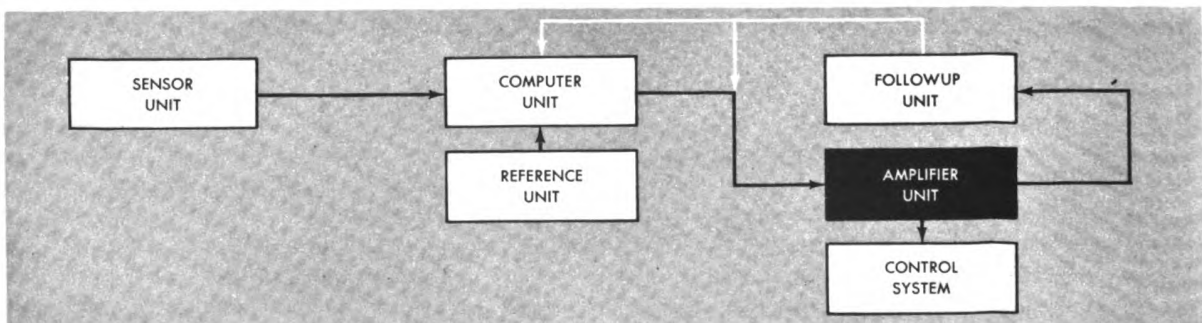 SENSOR
UNIT
COMPUTER
UNIT
FOLLOWUP
UNIT
REFERENCE
UNIT
AMPLIFIER
UNIT
CONTROL
SYSTEM